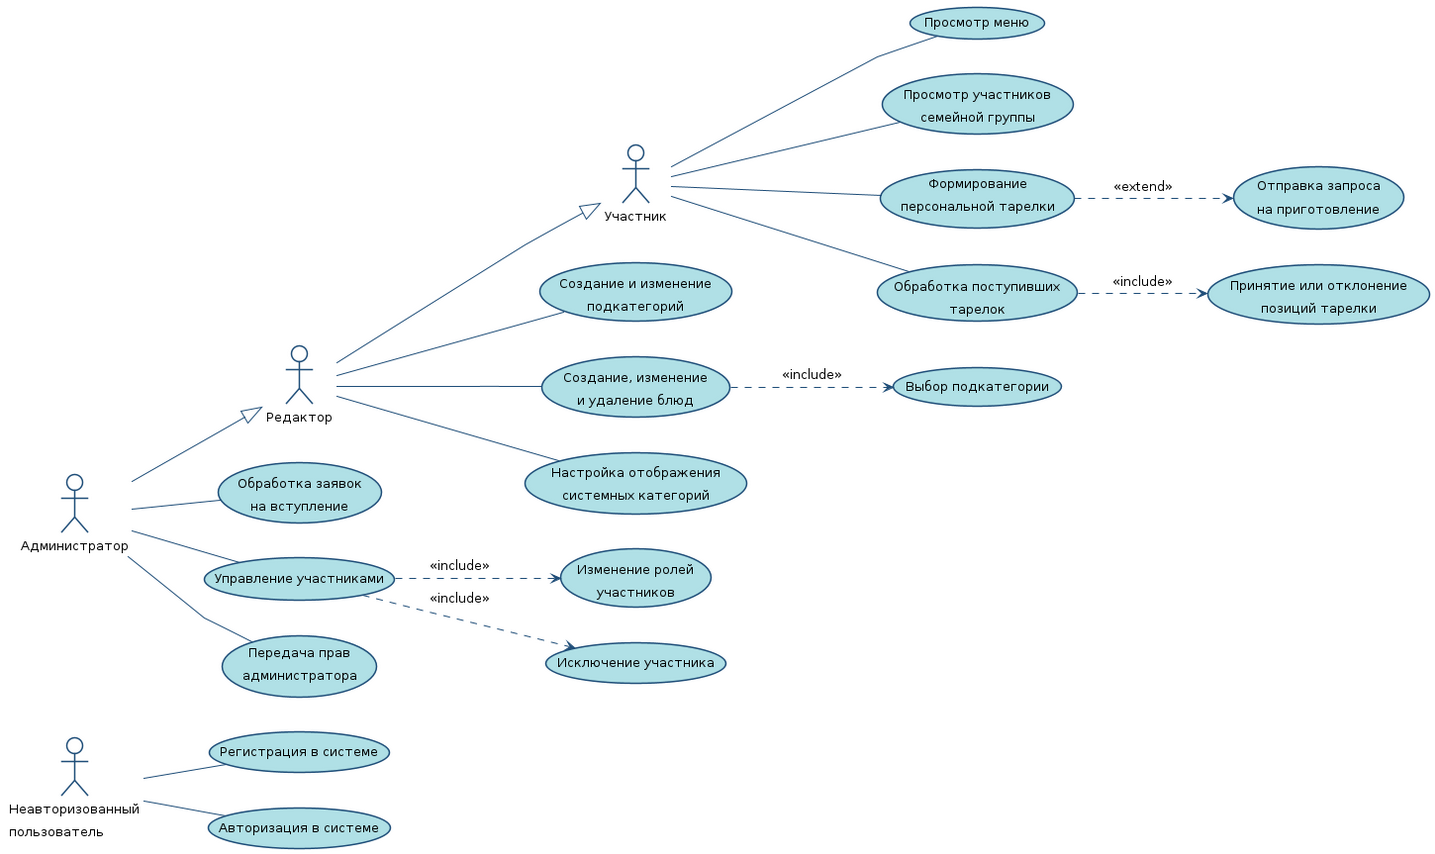 Просмотр меню
Просмотр участников
семейной группы
Участник
Формирование
персональной тарелки
«extend»
Отправка запроса
на приготовление
Обработка поступивших
тарелок
«include»
Принятие или отклонение
позиций тарелки
Редактор
Создание и изменение
подкатегорий
Создание, изменение
и удаление блюд
«include»
Выбор подкатегории
Настройка отображения
системных категорий
Администратор
Обработка заявок
на вступление
Управление участниками
«include»
Изменение ролей
участников
«include»
Исключение участника
Передача прав
администратора
Неавторизованный
пользователь
Регистрация в системе
Авторизация в системе